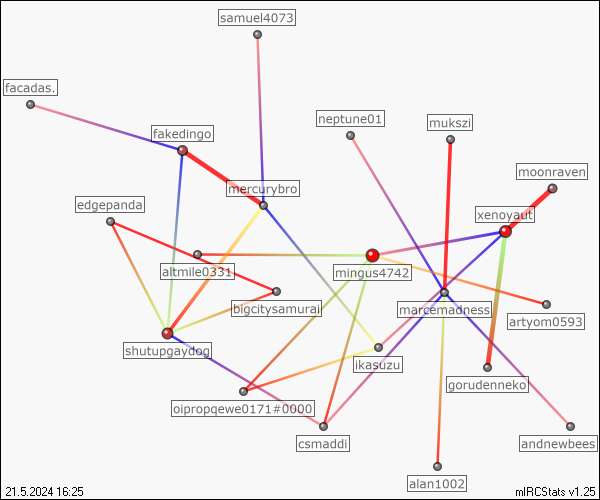 samuel4073
facadas.
neptune01
mukszi
fakedingo
moonraven
mercurybro
edgepanda
xenoyaut
altmile0331
mingus4742
bigcitysamurai
marcemadness
artyom0593
shutupgaydog
ikasuzu
gorudenneko
oipropqewe0171#0000
csmaddi
andnewbees
alan1002
21.5.2024 16:25
mIRCStats v1.25